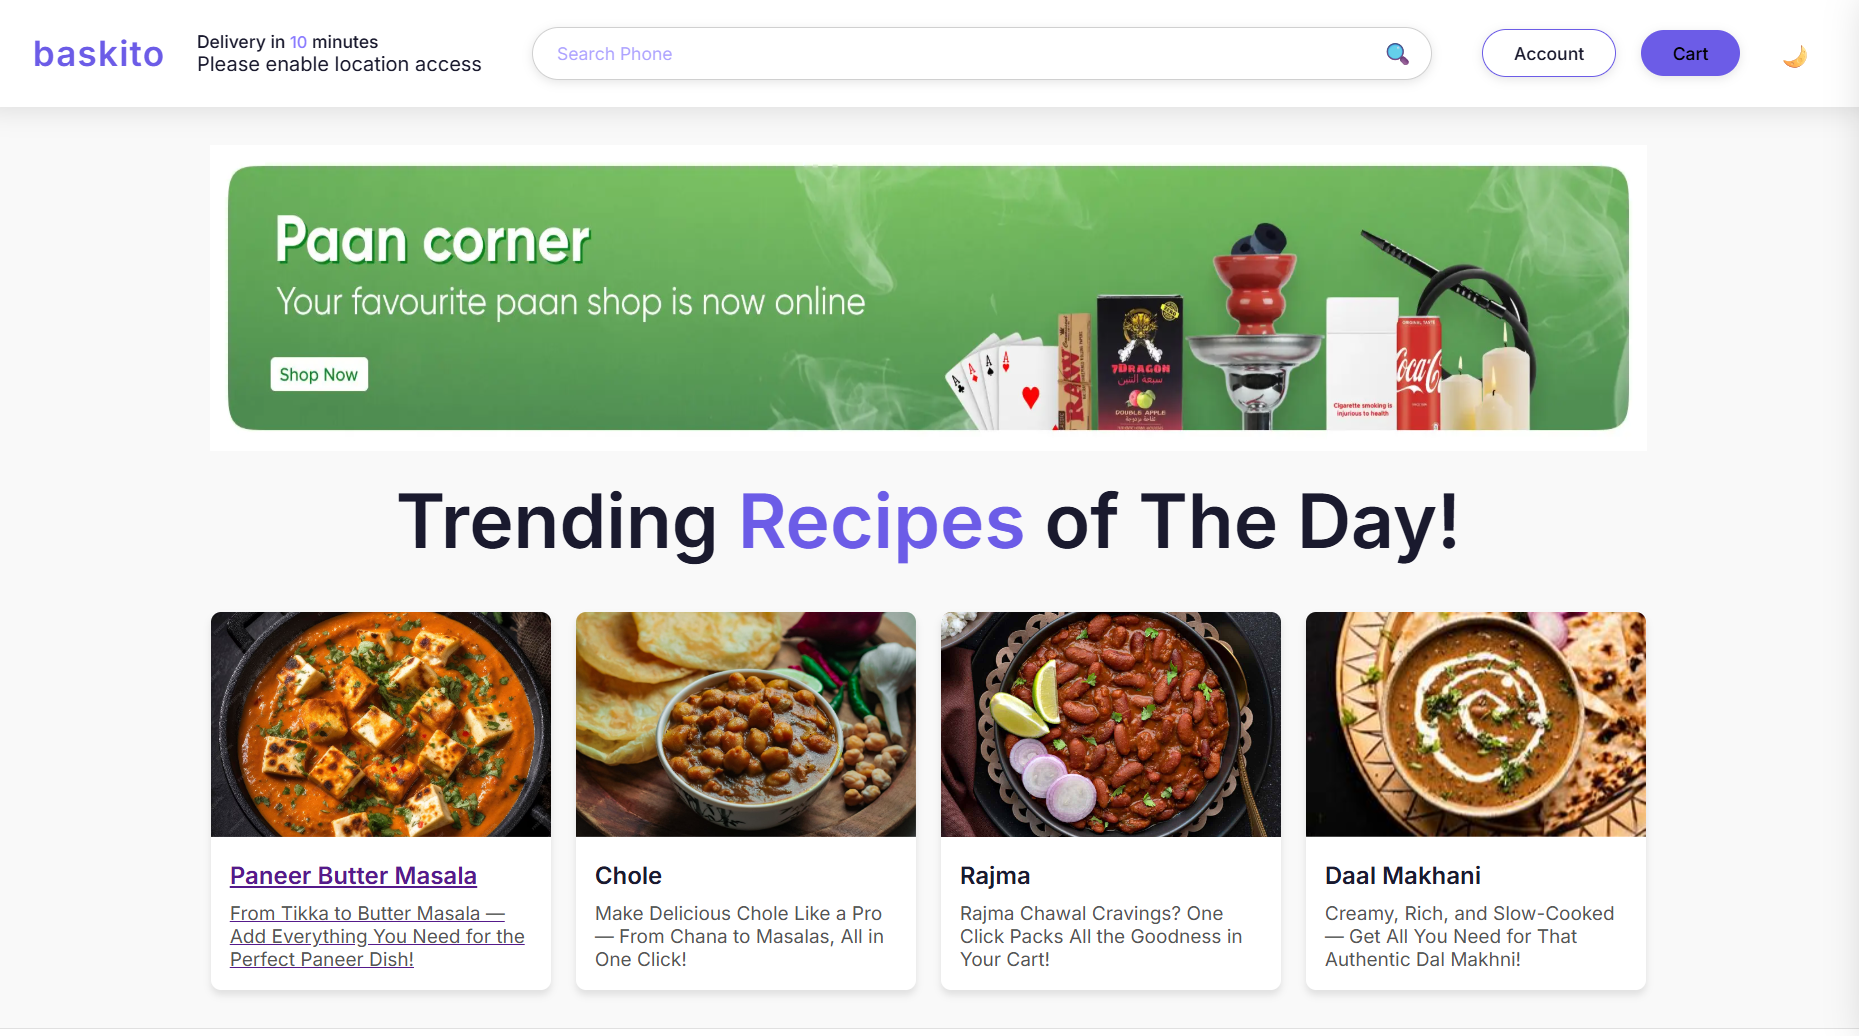 baskito
Delivery in 10 minutes
Please enable location access
Search Phone
Account
Cart
Paan corner
Your favourite paan shop is now online
Shop Now
A
A
A
A
RAW
7DRAGON
سبعة التنين
DOUBLE APPLE
Cigarette smoking is
injurious to health
ORIGINAL TASTE
Coca-C
Trending Recipes of The Day!
Paneer Butter Masala
From Tikka to Butter Masala —
Add Everything You Need for the
Perfect Paneer Dish!
Chole
Make Delicious Chole Like a Pro
— From Chana to Masalas, All in
One Click!
Rajma
Rajma Chawal Cravings? One
Click Packs All the Goodness in
Your Cart!
Daal Makhani
Creamy, Rich, and Slow-Cooked
— Get All You Need for That
Authentic Dal Makhni!